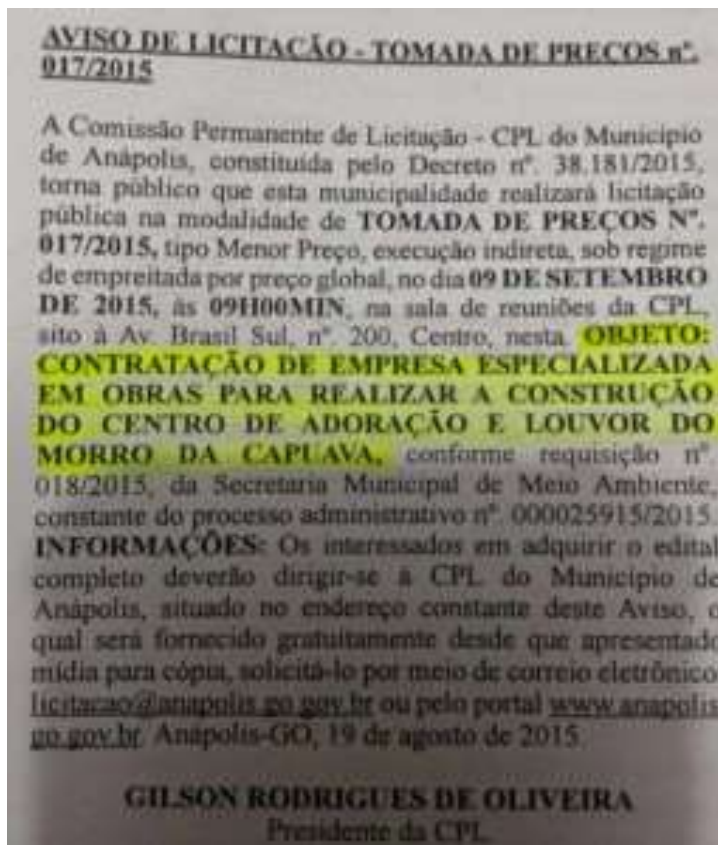 AVISO DE LICITAÇÃO - TOMADA DE PREÇOS nº.
017/2015
A Comissão Permanente de Licitação - CPL do Município
de Anápolis, constituída pelo Decreto nº. 38.181/2015,
torna público que esta municipalidade realizará licitação
pública na modalidade de TOMADA DE PREÇOS Nº.
017/2015, tipo Menor Preço, execução indireta, sob regime
de empreitada por preço global, no dia 09 DE SETEMBRO
DE 2015, às 09H00MIN, na sala de reuniões da CPL,
sito à Av. Brasil Sul, nº. 200, Centro, nesta. OBJETO:
CONTRATAÇÃO DE EMPRESA ESPECIALIZADA
EM OBRAS PARA REALIZAR A CONSTRUÇÃO
DO CENTRO DE ADORAÇÃO E LOUVOR DO
MORRO DA CAPUAVA, conforme requisição nº.
018/2015, da Secretaria Municipal de Meio Ambiente,
constante do processo administrativo nº. 000025915/2015.
INFORMAÇÕES: Os interessados em adquirir o edital
completo deverão dirigir-se à CPL do Município de
Anápolis, situado no endereço constante deste Aviso, o
qual será fornecido gratuitamente desde que apresentado
mídia para cópia, solicitá-lo por meio de correio eletrônico
licitacao@anapolis.go.gov.br ou pelo portal www.anapolis.
go.gov.br. Anápolis-GO, 19 de agosto de 2015.
GILSON RODRIGUES DE OLIVEIRA
Presidente da CPL